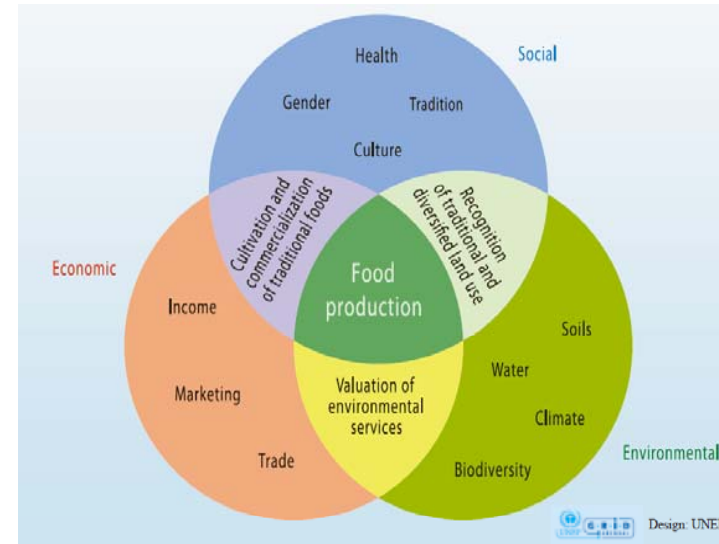 Health
Social
Gender
Tradition
Culture
Cultivation and
commercialization
of traditional foods
Recognition
of traditional and
diversified land use
Economic
Food
production
Income
Soils
Water
Marketing
Valuation of
environmental
services
Climate
Trade
Biodiversity
Environmental
UNEP
G R I D
Design: UNE